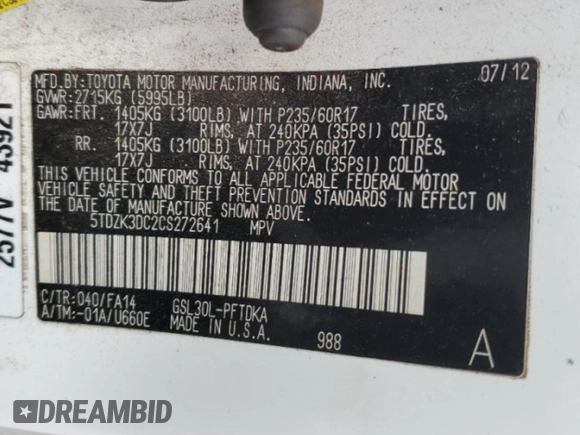 MFD.BY:TOYOTA MOTOR MANUFACTURING, INDIANA, INC. 07/12
GVWR:2715KG (5995LB)
GAWR:FRT. 1405KG (3100LB) WITH P235/60R17 TIRES,
17X7J RIMS, AT 240KPA (35PSI) COLD.
RR. 1405KG (3100LB) WITH P235/60R17 TIRES,
17X7J RIMS, AT 240KPA (35PSI) COLD.
THIS VEHICLE CONFORMS TO ALL APPLICABLE FEDERAL MOTOR
VEHICLE SAFETY AND THEFT PREVENTION STANDARDS IN EFFECT ON
THE DATE OF MANUFACTURE SHOWN ABOVE.
5TDZK3DC2CS272641 MPV
C/TR:040/FA14 GSL30L-PFTDKA
A/TM:-01A/U660E MADE IN U.S.A. 988
A
2577V 43921
DREAMBID